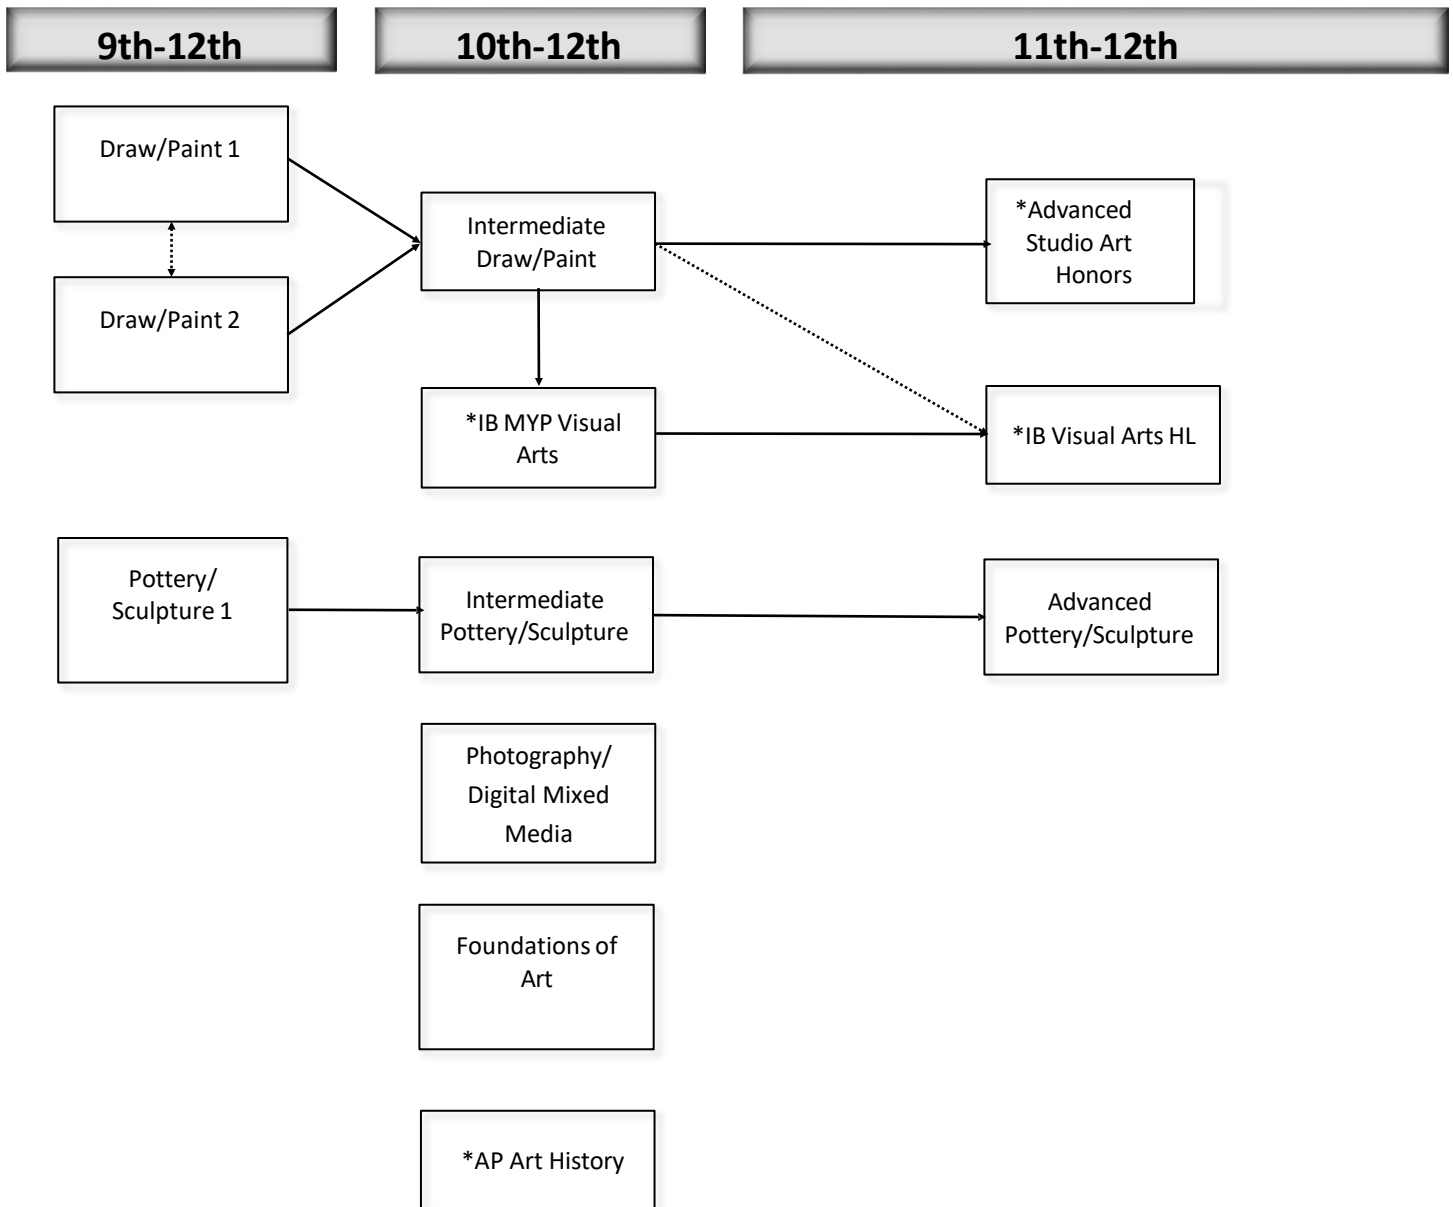 9th-12th
10th-12th
11th-12th
Draw/Paint 1
Draw/Paint 2
Intermediate
Draw/Paint
*Advanced
Studio Art
Honors
*IB MYP Visual
Arts
*IB Visual Arts HL
Pottery/
Sculpture 1
Intermediate
Pottery/Sculpture
Advanced
Pottery/Sculpture
Photography/
Digital Mixed
Media
Foundations of
Art
*AP Art History